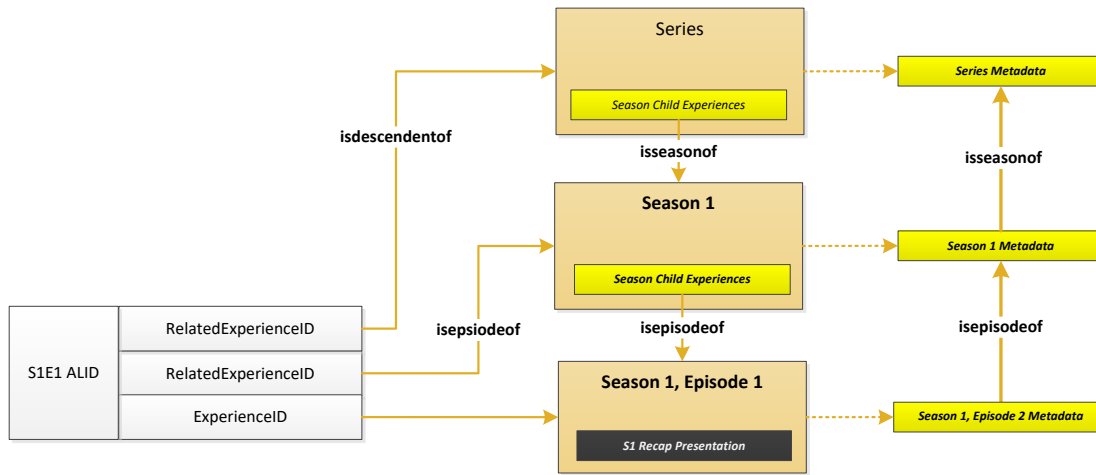 Series
Series Metadata
Season Child Experiences
isdescendentof
isseasonof
isseasonof
Season 1
Season 1 Metadata
Season Child Experiences
RelatedExperienceID
isepsiodeof
isepisodeof
isepisodeof
S1E1 ALID
RelatedExperienceID
Season 1, Episode 1
ExperienceID
Season 1, Episode 2 Metadata
S1 Recap Presentation